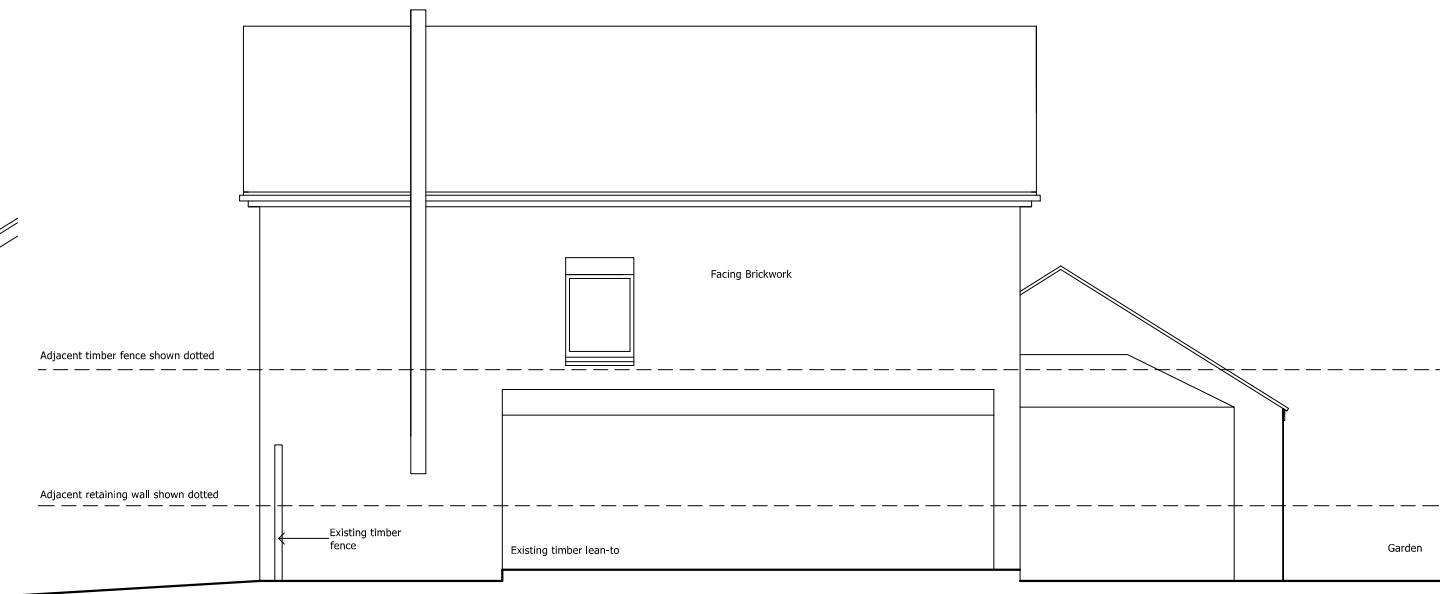 Facing Brickwork
Adjacent timber fence shown dotted
Adjacent retaining wall shown dotted
Existing timber
fence
Existing timber lean-to
Garden